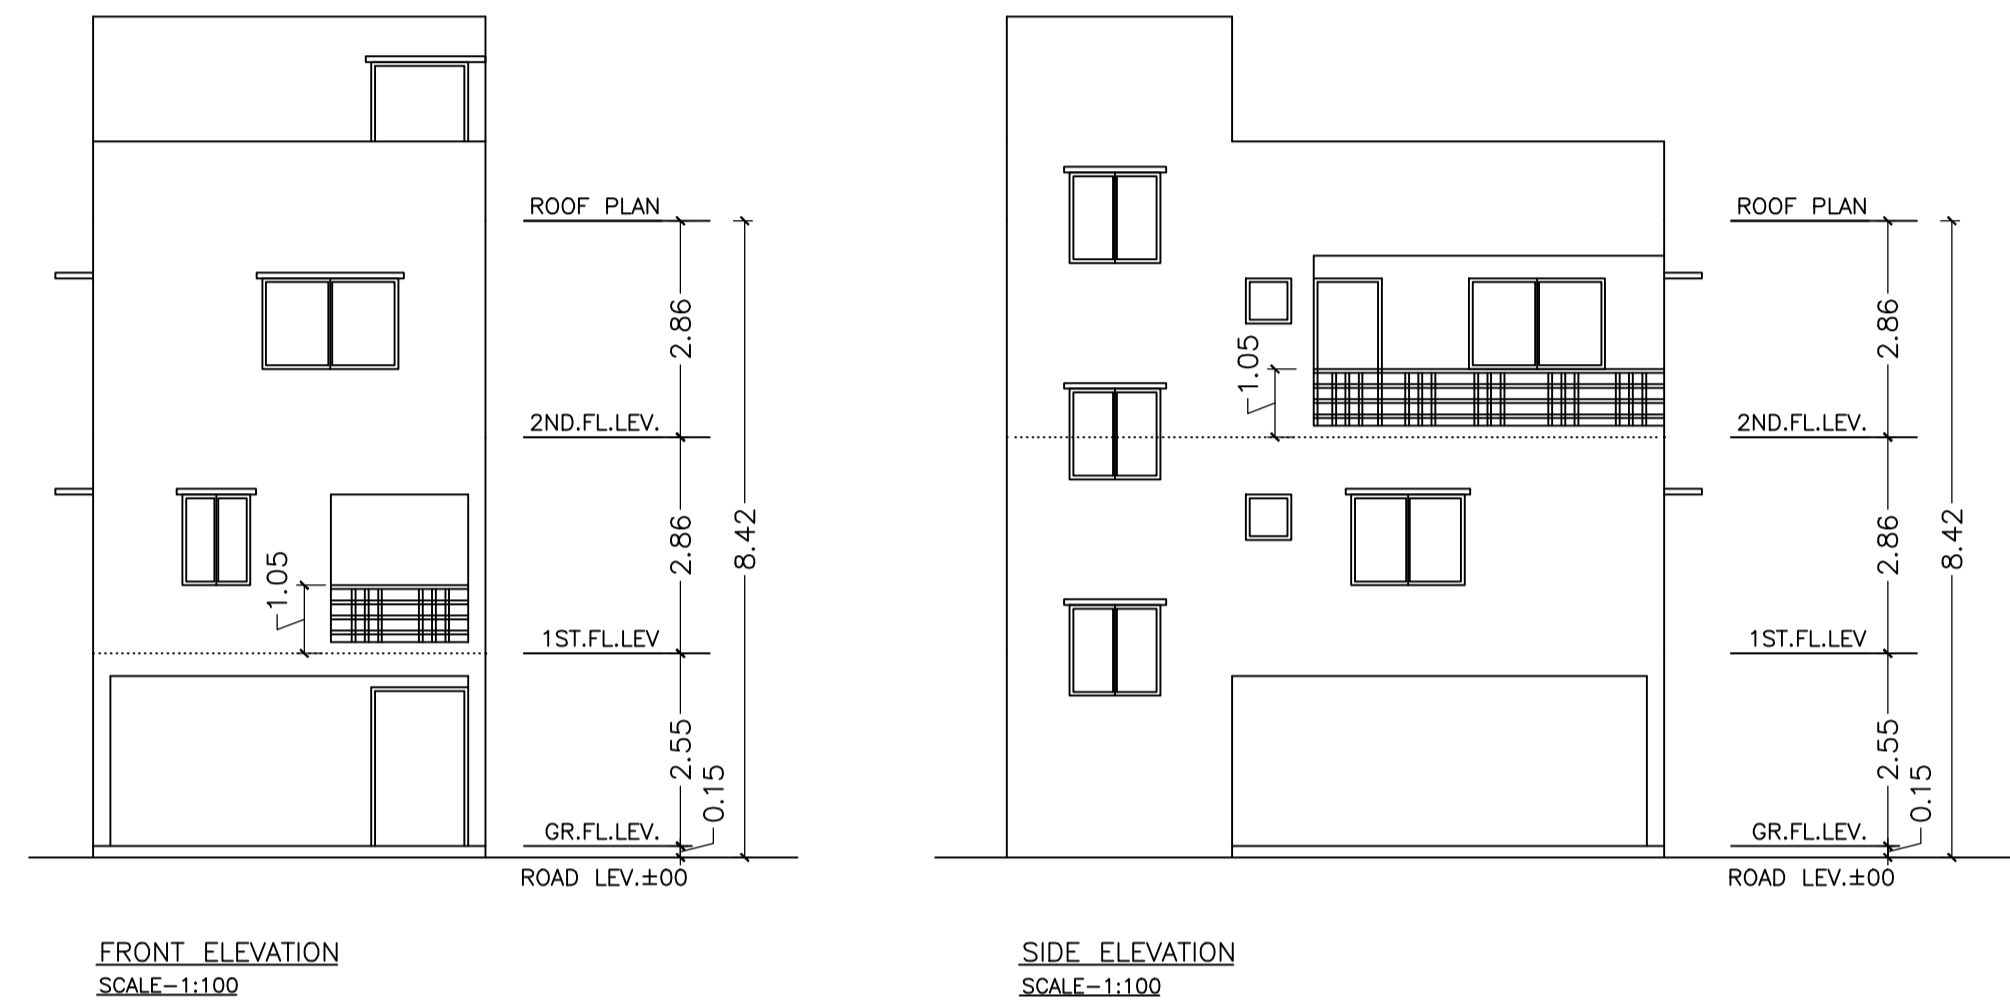 ROOF PLAN
2.86
2ND.FL.LEV.
2.86
8.42
1.05
1ST.FL.LEV
2.55
0.15
GR.FL.LEV.
ROAD LEV.±00
FRONT ELEVATION
SCALE-1:100
ROOF PLAN
2.86
1.05
2ND.FL.LEV.
2.86
8.42
1ST.FL.LEV
2.55
0.15
GR.FL.LEV.
ROAD LEV.±00
SIDE ELEVATION
SCALE-1:100